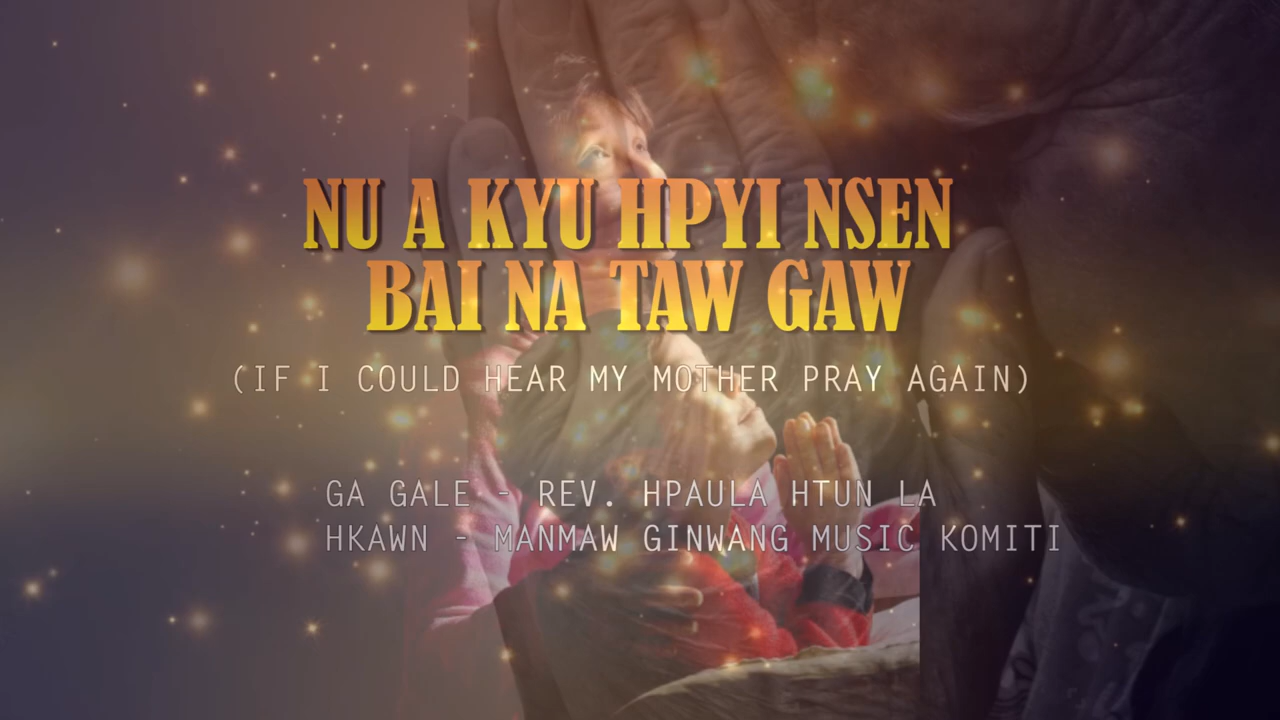 NU A KYU HPYI NSEN
BAI NA TAW GAW
(IF I COULD HEAR MY MOTHER PRAY AGAIN)
GA GALE - REV. HPAULA HTUN LA
HKAWN - MANMAW GINWANG MUSIC KOMITI